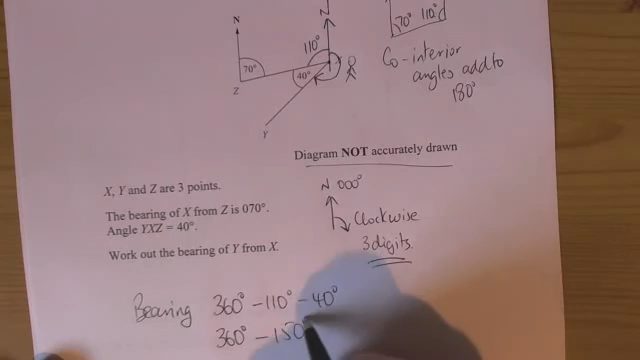 N
N
110°
70°
40°
Z
Y
70° 110°
Co-interior
angles add to
180°
Diagram NOT accurately drawn
X, Y and Z are 3 points.
The bearing of X from Z is 070°.
Angle YXZ = 40°.
Work out the bearing of Y from X.
N 000°
Clockwise
3 digits.
Bearing 360° - 110° - 40°
360° - 150